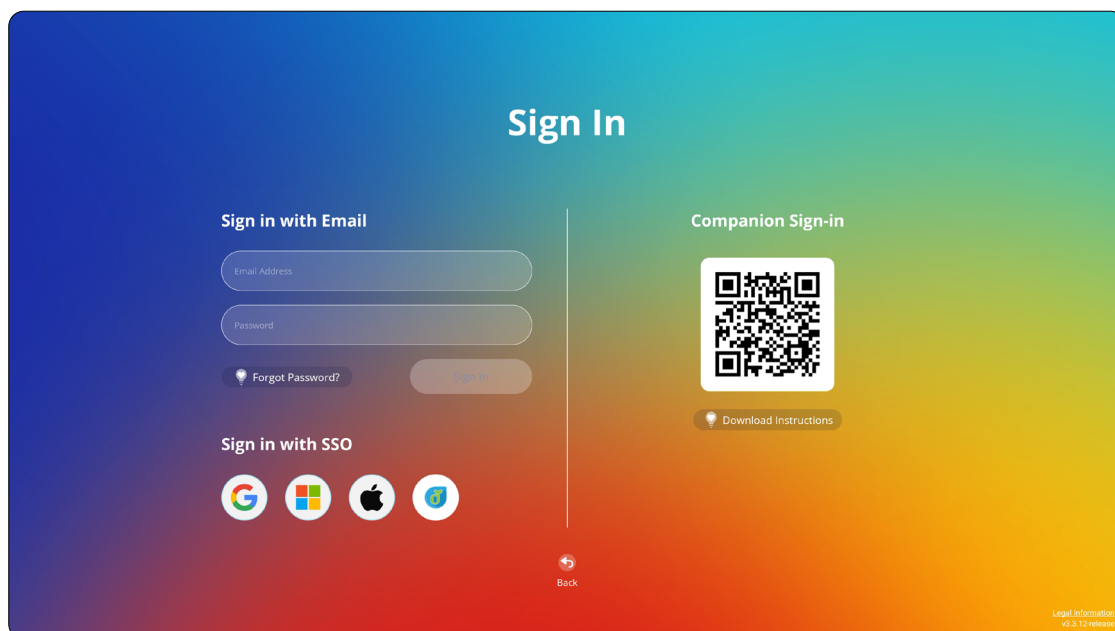 Sign In
Sign in with Email
Email Address
Password
Forgot Password?
Sign In
Sign in with SSO
Companion Sign-in
Download Instructions
Back
Legal Information
v3.3.12-release